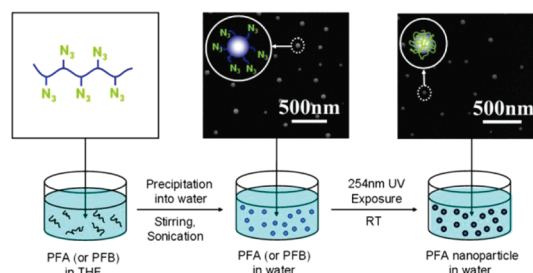 N3 N3
N3 N3 N3
N3 N3
N3 N3
N3 N3
500nm
500nm
Precipitation
into water
Stirring,
Sonication
254nm UV
Exposure
RT
PFA (or PFB)
in THF
PFA (or PFB)
in water
PFA nanoparticle
in water